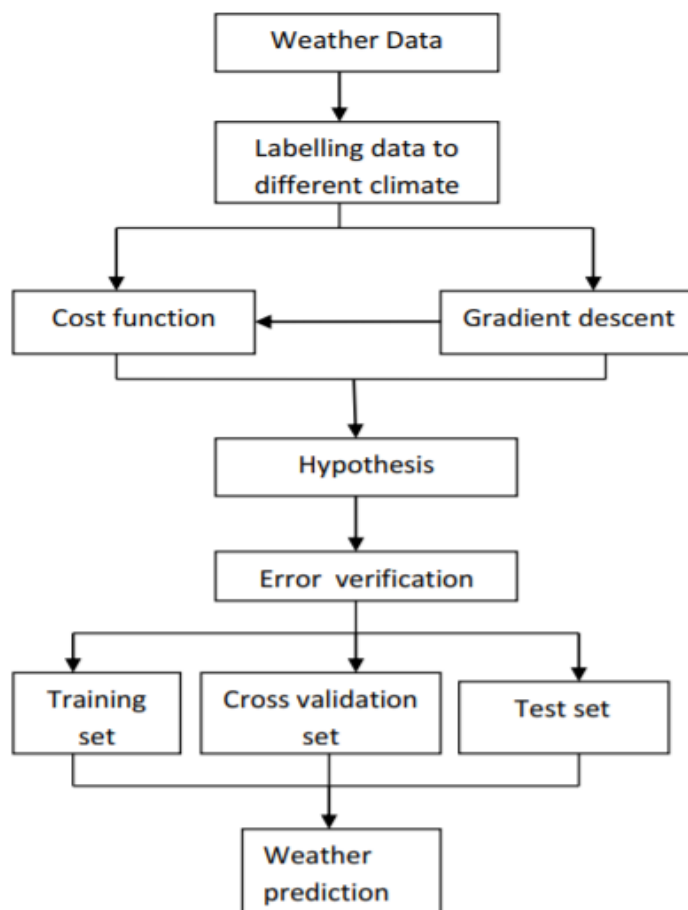 Weather Data
Labelling data to
different climate
Cost function
Gradient descent
Hypothesis
Error verification
Training
set
Cross validation
set
Test set
Weather
prediction